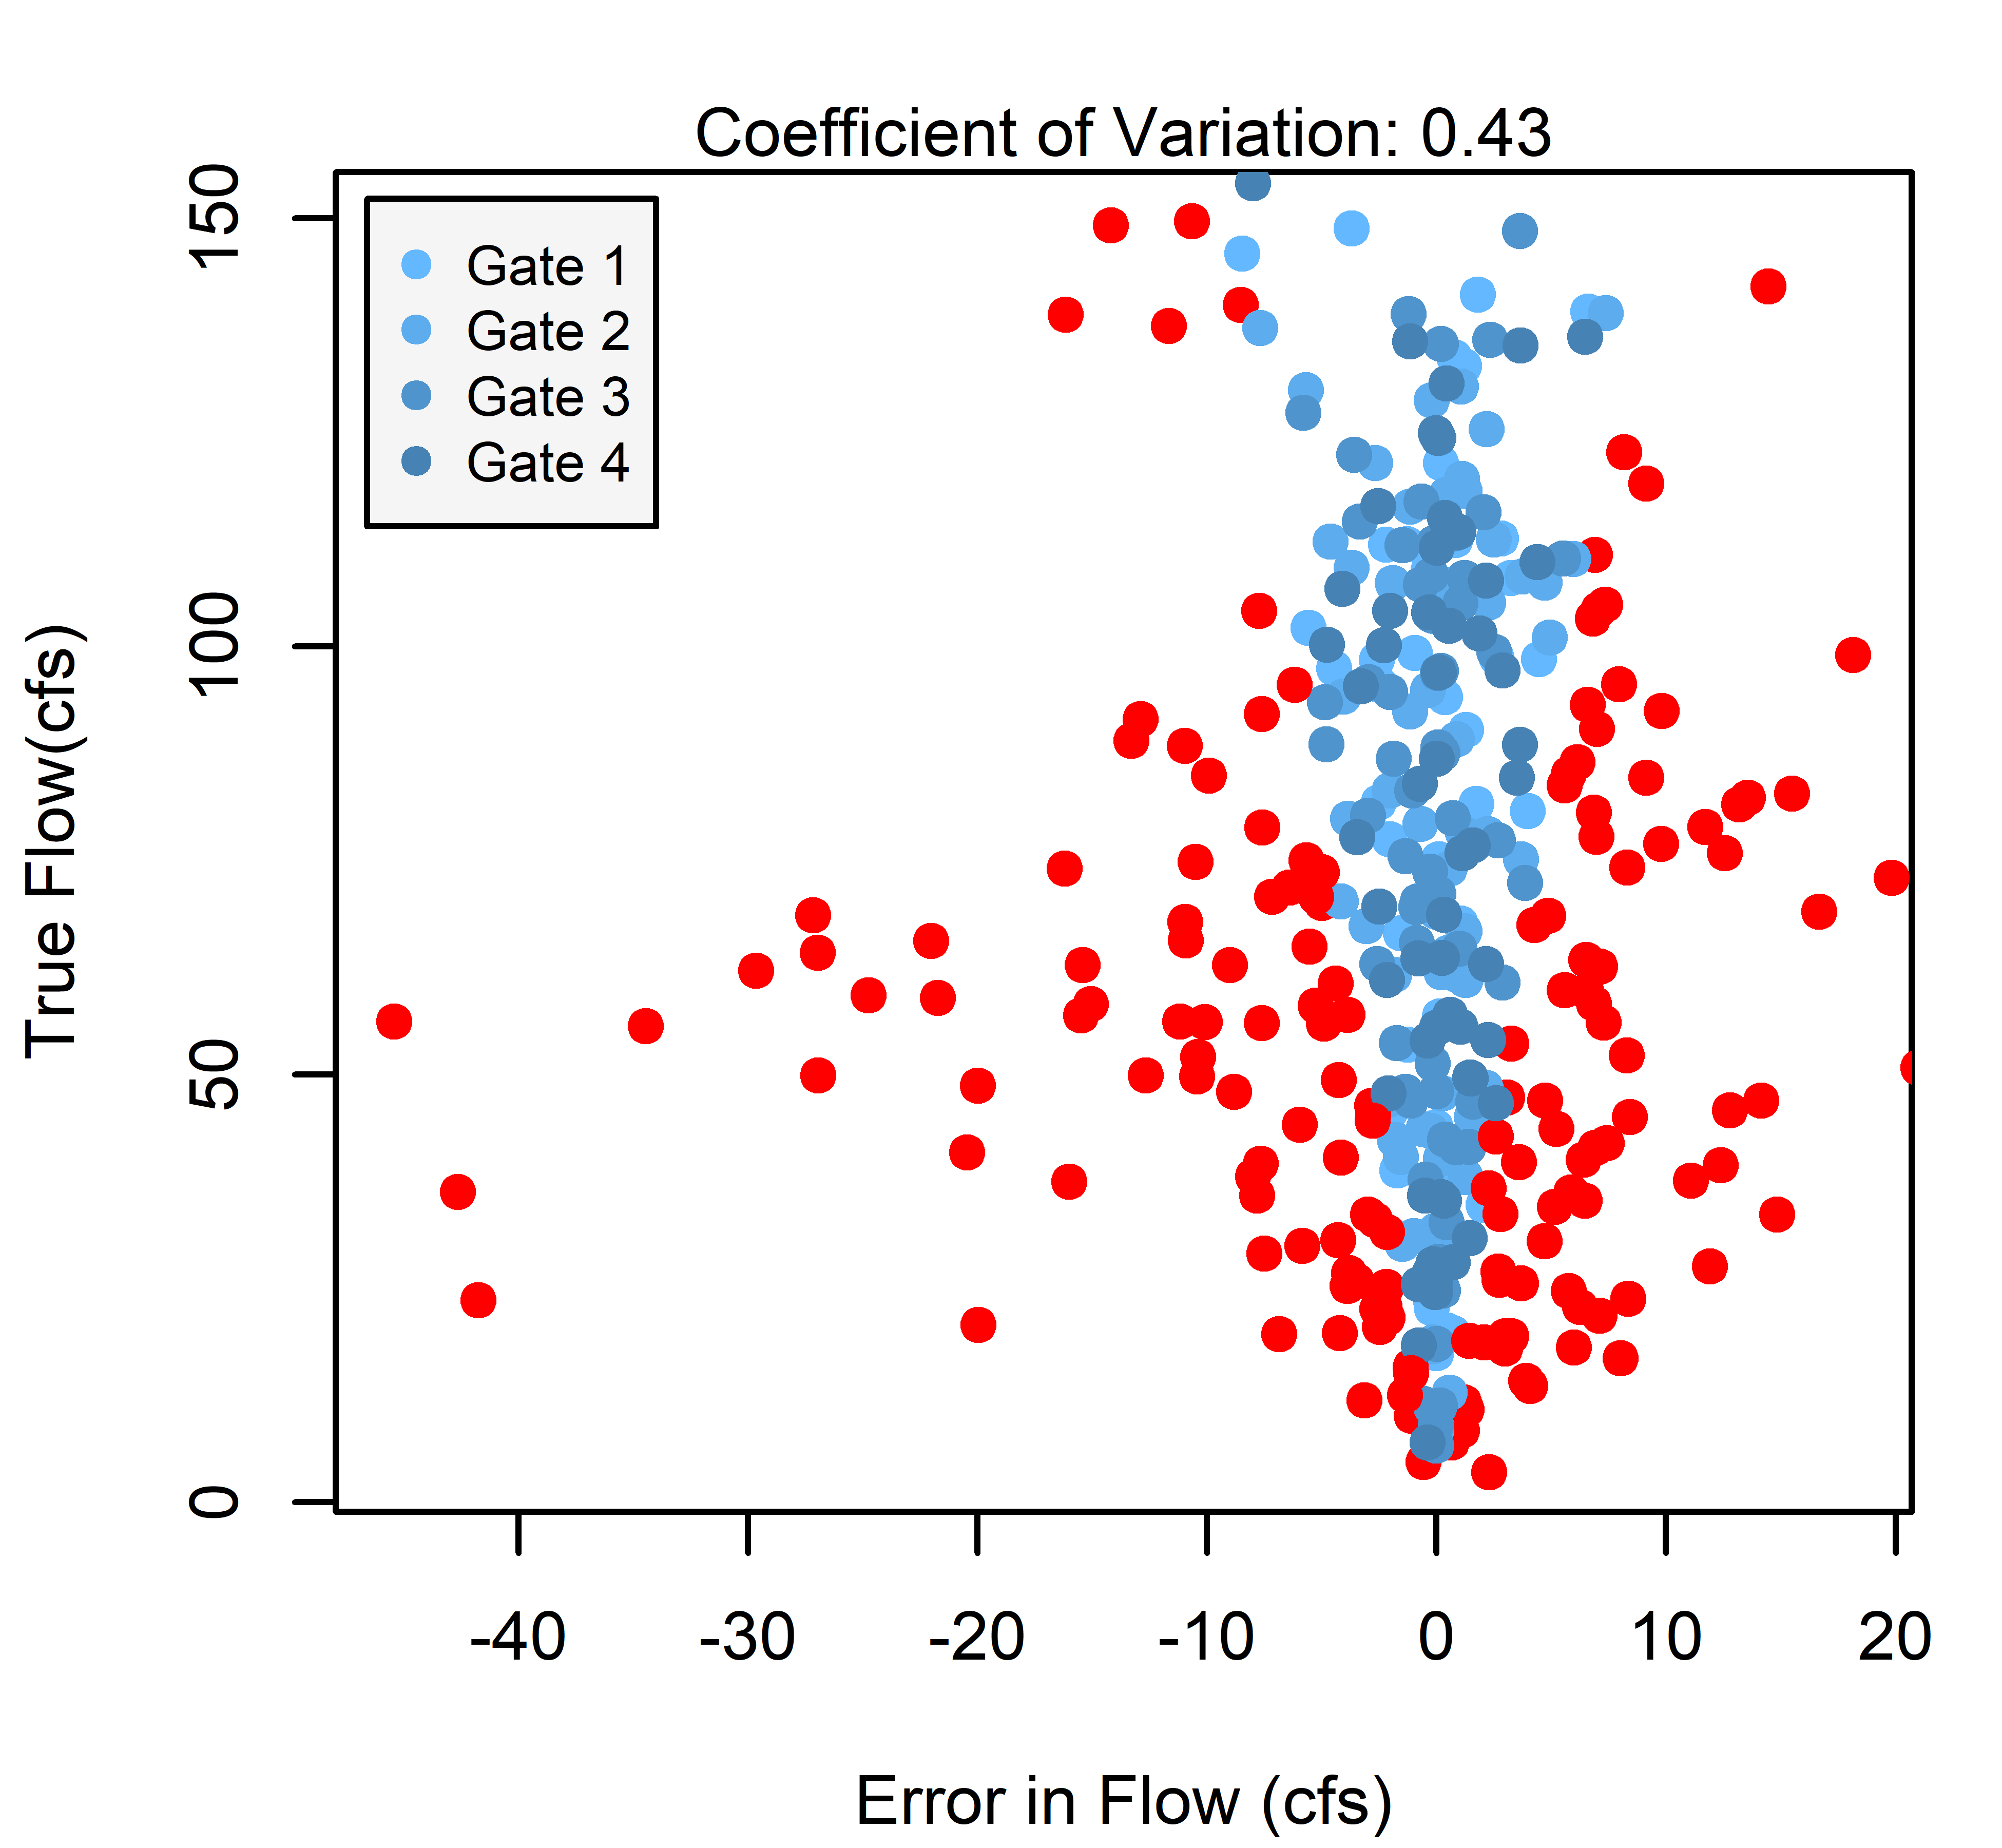 Coefficient of Variation: 0.43
Gate 1
Gate 2
Gate 3
Gate 4
True Flow(cfs)
150
100
50
0
-40 -30 -20 -10 0 10 20
Error in Flow (cfs)